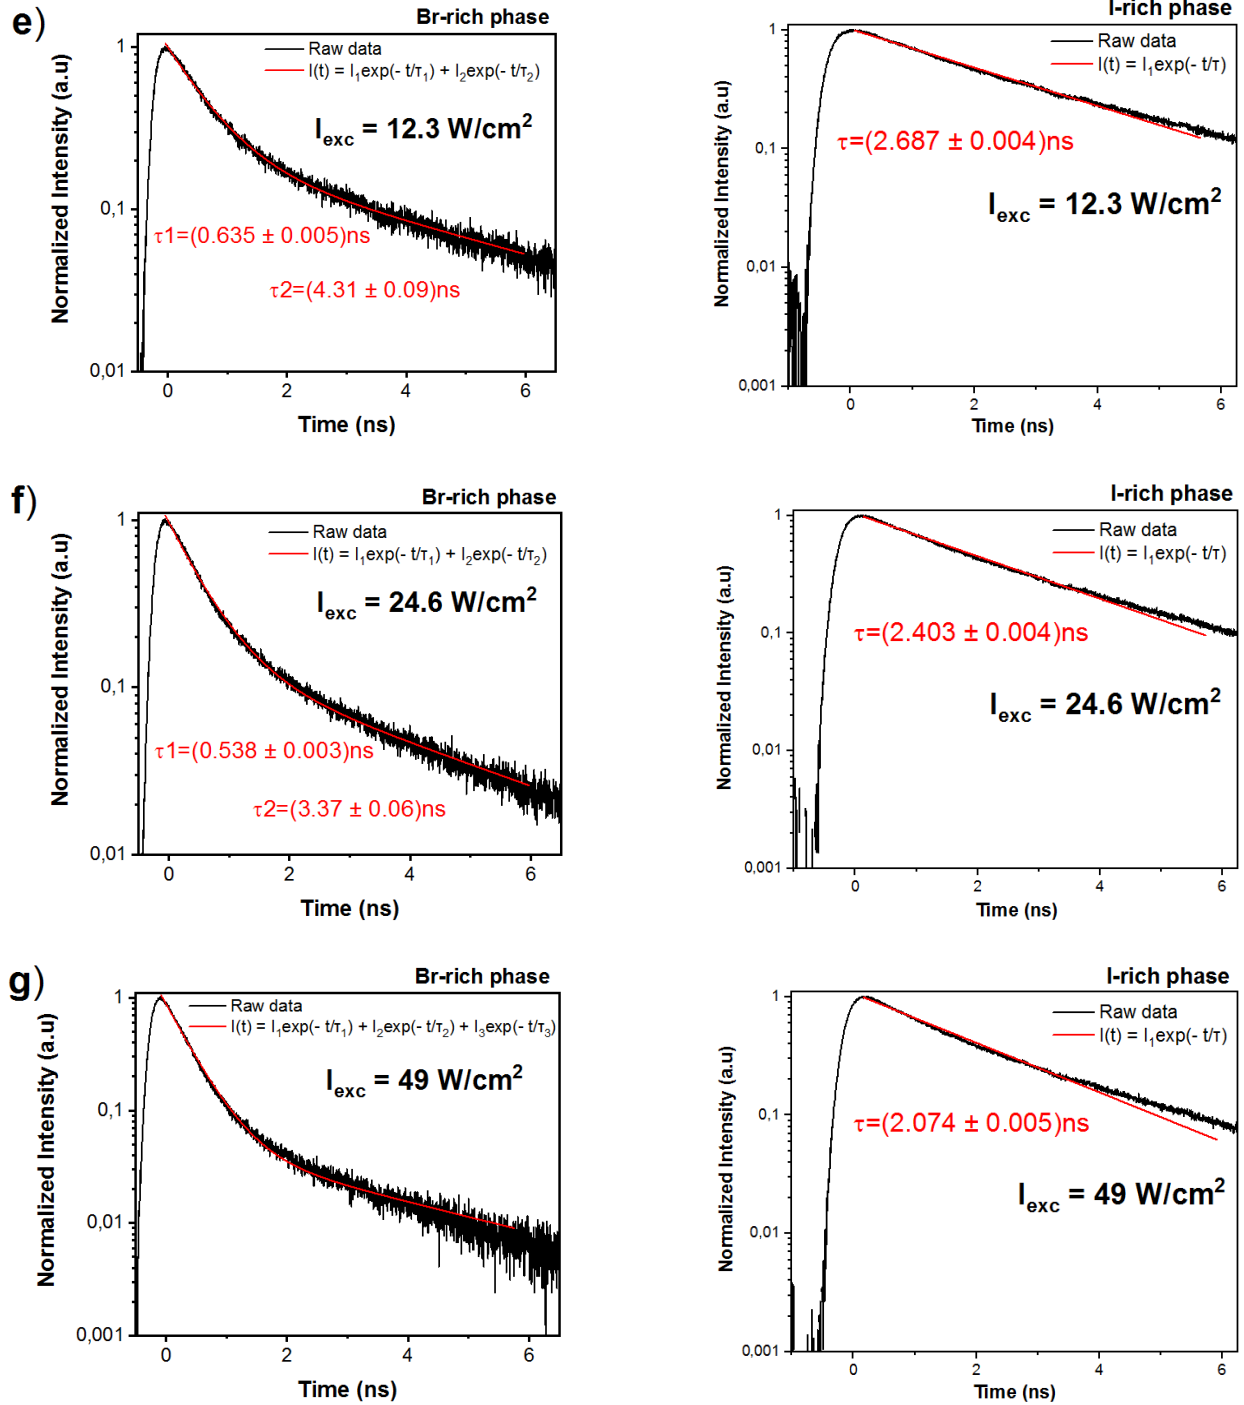 e)
Br-rich phase
Normalized Intensity (a.u)
1
0,1
0,01
Raw data
I(t) = I₁exp(- t/τ₁) + I₂exp(- t/τ₂)
I_exc = 12.3 W/cm²
τ1=(0.635 ± 0.005)ns
τ2=(4.31 ± 0.09)ns
0 2 4 6
Time (ns)
I-rich phase
Normalized Intensity (a.u)
1
0,1
0,01
0,001
Raw data
I(t) = I₁exp(- t/τ)
τ=(2.687 ± 0.004)ns
I_exc = 12.3 W/cm²
0 2 4 6
Time (ns)
f)
Br-rich phase
Normalized Intensity (a.u)
1
0,1
0,01
Raw data
I(t) = I₁exp(- t/τ₁) + I₂exp(- t/τ₂)
I_exc = 24.6 W/cm²
τ1=(0.538 ± 0.003)ns
τ2=(3.37 ± 0.06)ns
0 2 4 6
Time (ns)
I-rich phase
Normalized Intensity (a.u)
1
0,1
0,01
0,001
Raw data
I(t) = I₁exp(- t/τ)
τ=(2.403 ± 0.004)ns
I_exc = 24.6 W/cm²
0 2 4 6
Time (ns)
g)
Br-rich phase
Normalized Intensity (a.u)
1
0,1
0,01
0,001
Raw data
I(t) = I₁exp(- t/τ₁) + I₂exp(- t/τ₂) + I₃exp(- t/τ₃)
I_exc = 49 W/cm²
0 2 4 6
Time (ns)
I-rich phase
Normalized Intensity (a.u)
1
0,1
0,01
0,001
Raw data
I(t) = I₁exp(- t/τ)
τ=(2.074 ± 0.005)ns
I_exc = 49 W/cm²
0 2 4 6
Time (ns)